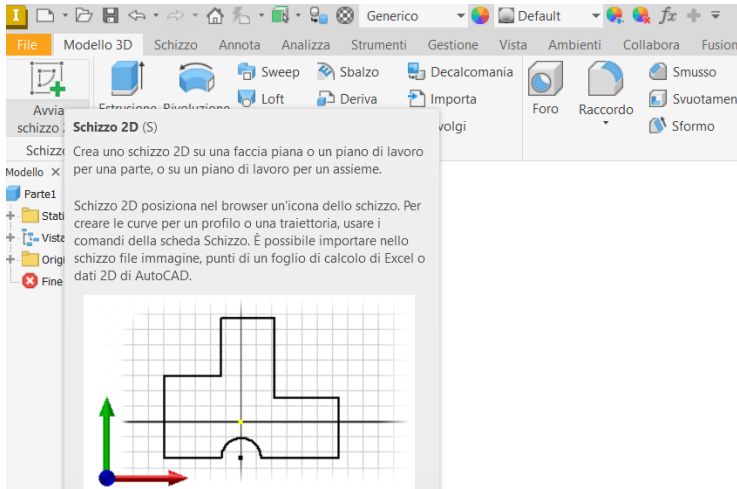 I Generico Default fx
File Modello 3D Schizzo Annota Analizza Strumenti Gestione Vista Ambienti Collabora Fusion
Sweep Sbalzo Decalcomania Smusso
Avvia Estrusione Rivoluzione Loft Deriva Importa Foro Raccordo Svuotamen
schizzo volgi Sformo
Schizzo
Schizzo 2D (S)
Crea uno schizzo 2D su una faccia piana o un piano di lavoro
per una parte, o su un piano di lavoro per un assieme.
Modello
Parte1
Stati
Vista
Origi
Fine
Schizzo 2D posiziona nel browser un'icona dello schizzo. Per
creare le curve per un profilo o una traiettoria, usare i
comandi della scheda Schizzo. È possibile importare nello
schizzo file immagine, punti di un foglio di calcolo di Excel o
dati 2D di AutoCAD.